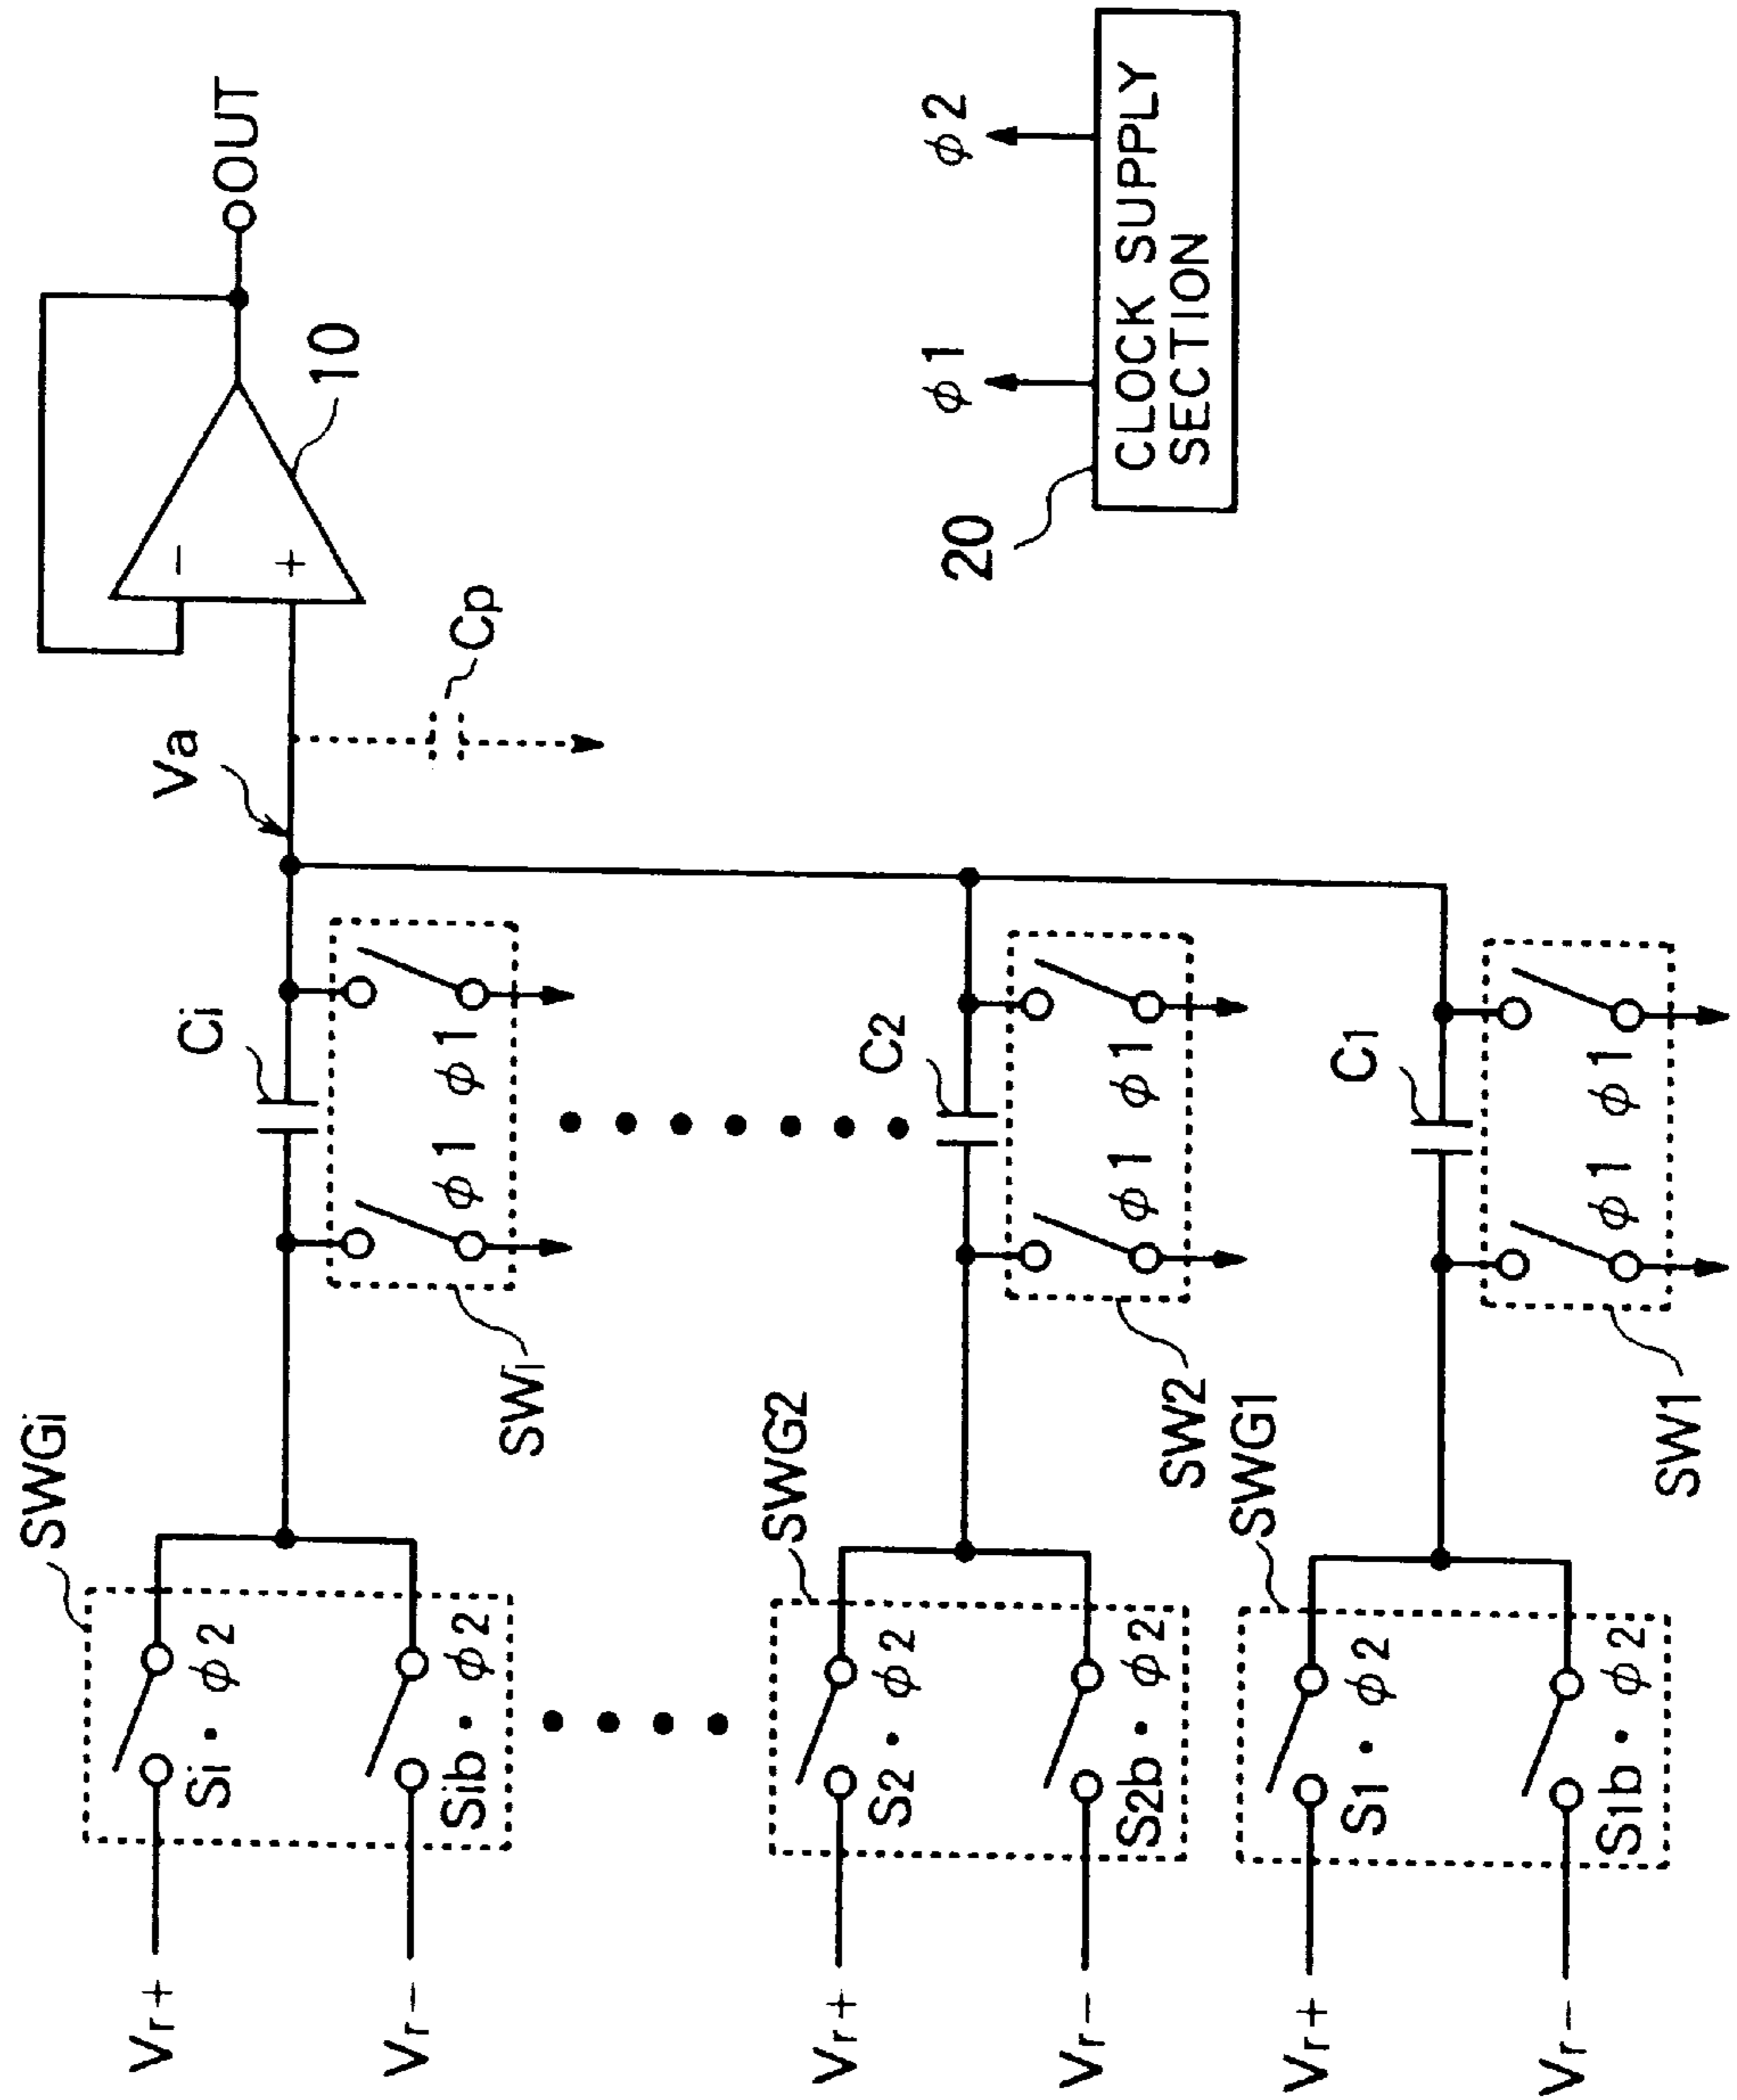 SWGi
Vr+
Si・φ2
Vr−
Sib・φ2
SWi
φ1 φ1
Ci
Va
Cp
−
+
10
OUT
SWG2
Vr+
S2・φ2
Vr−
S2b・φ2
SW2
φ1 φ1
C2
SWG1
Vr+
S1・φ2
Vr−
S1b・φ2
SW1
φ1 φ1
C1
20
φ1
φ2
CLOCK SUPPLY
SECTION